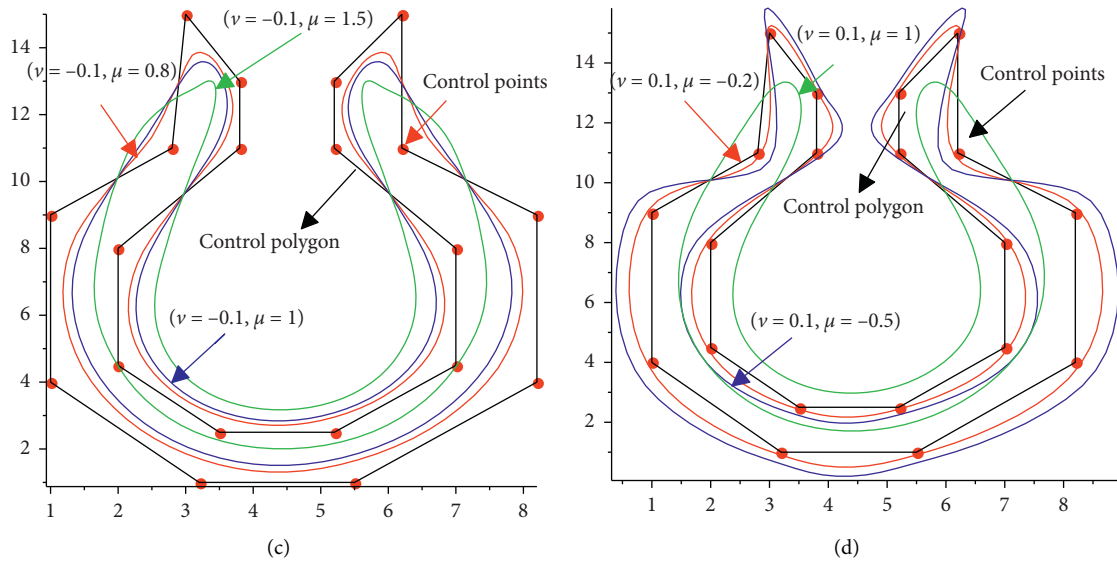 (ν = –0.1, μ = 1.5)
(ν = –0.1, μ = 0.8)
Control points
Control polygon
(ν = –0.1, μ = 1)
14
12
10
8
6
4
2
1 2 3 4 5 6 7 8
(c)
(ν = 0.1, μ = 1)
(ν = 0.1, μ = –0.2)
Control points
Control polygon
(ν = 0.1, μ = –0.5)
14
12
10
8
6
4
2
1 2 3 4 5 6 7 8
(d)